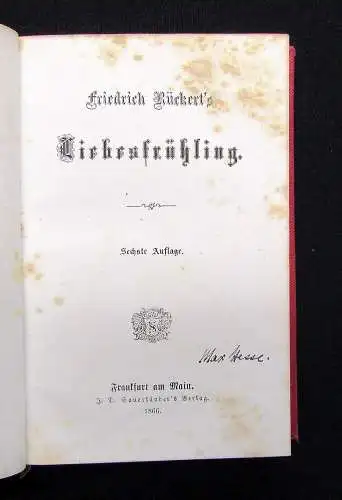 Friedrich Rückert's
Liebesfrühling.
Sechste Auflage.
Max Hesse.
Frankfurt am Main.
J. D. Sauerländer's Verlag.
1866.